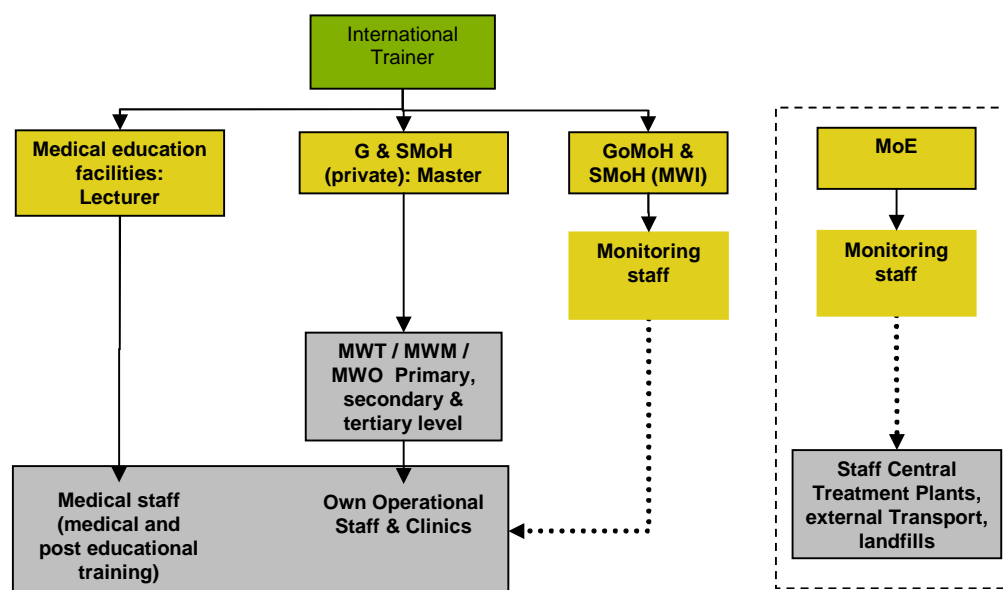 International
Trainer
Medical education
facilities:
Lecturer
G & SMoH
(private): Master
GoMoH &
SMoH (MWI)
MoE
Monitoring
staff
Monitoring
staff
MWT / MWM /
MWO Primary,
secondary &
tertiary level
Medical staff
(medical and
post educational
training)
Own Operational
Staff & Clinics
Staff Central
Treatment Plants,
external Transport,
landfills